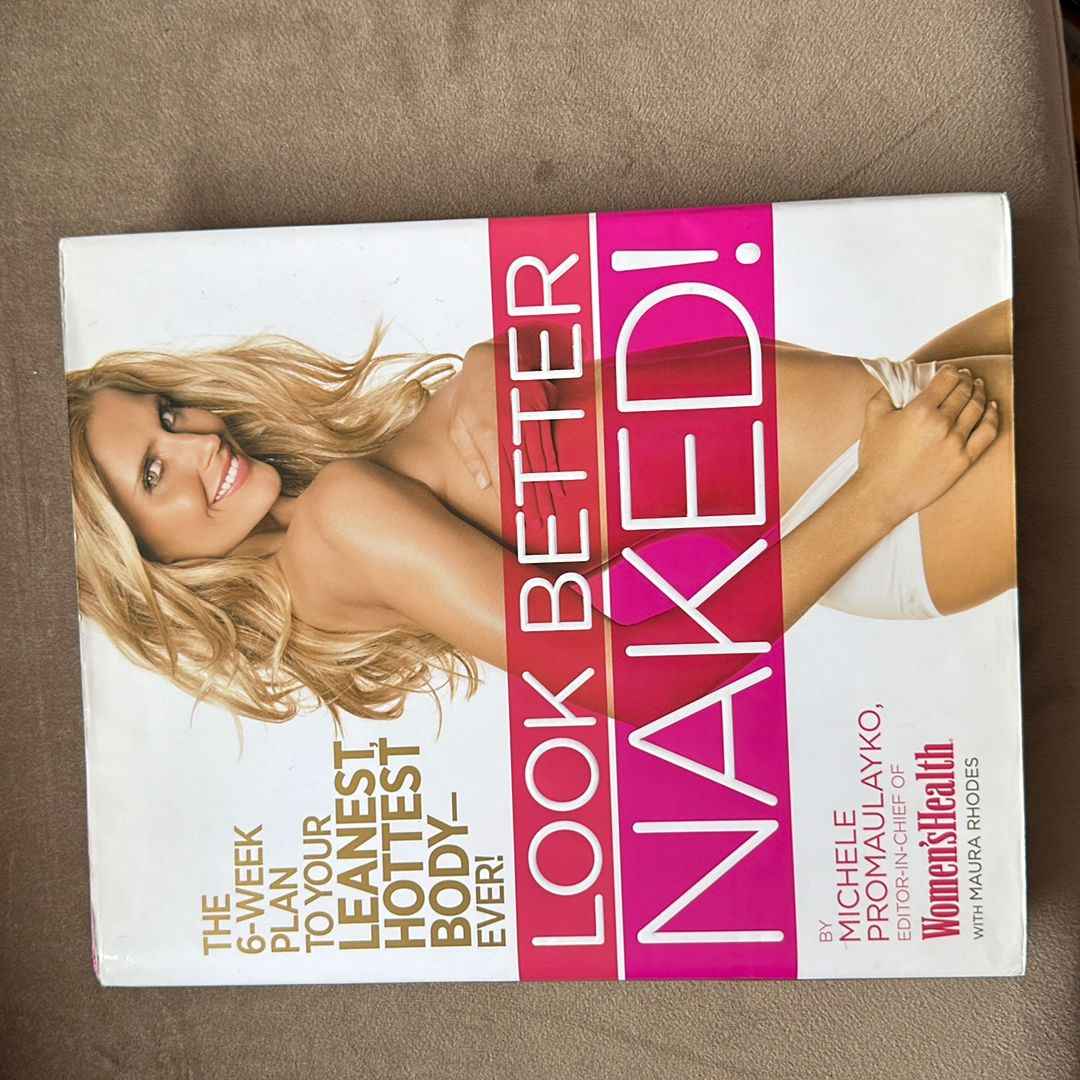 THE
6-WEEK
PLAN
TO YOUR
LEANEST,
HOTTEST
BODY—
EVER!
LOOK BETTER
NAKED!
BY
MICHELE
PROMAULAYKO,
EDITOR-IN-CHIEF OF
Women'sHealth®
WITH MAURA RHODES